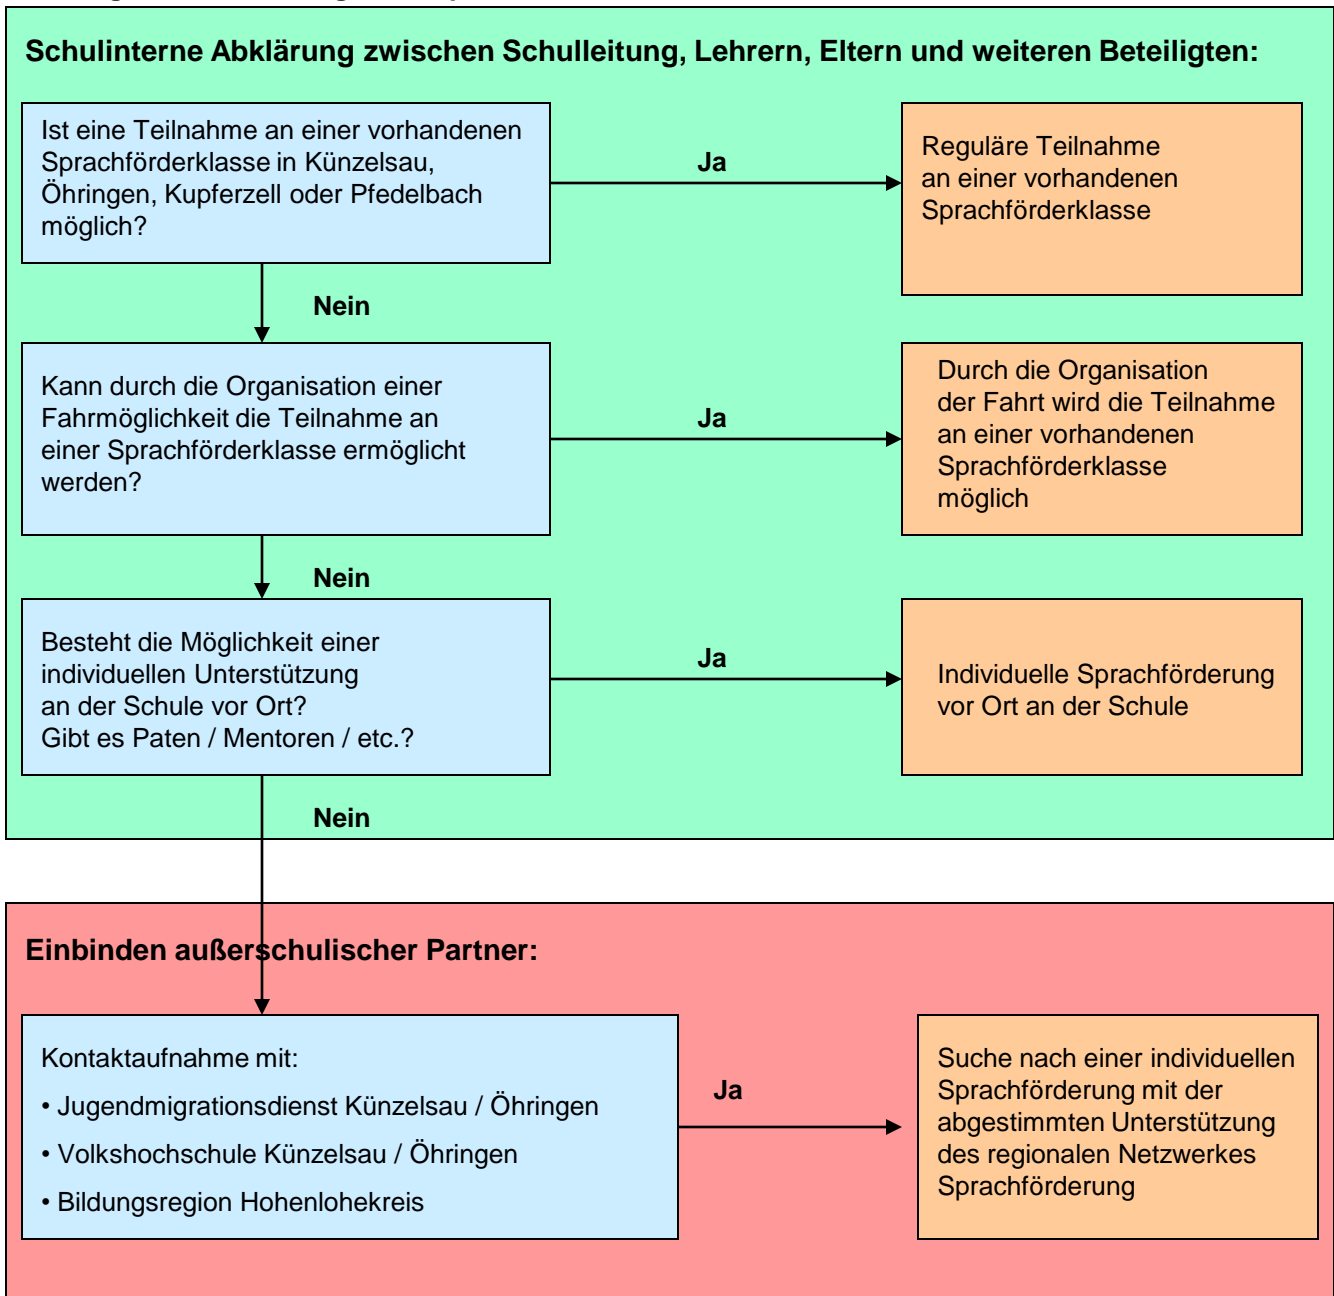 Schulinterne Abklärung zwischen Schulleitung, Lehrern, Eltern und weiteren Beteiligten:
Ist eine Teilnahme an einer vorhandenen
Sprachförderklasse in Künzelsau,
Öhringen, Kupferzell oder Pfedelbach
möglich?
Ja
Reguläre Teilnahme
an einer vorhandenen
Sprachförderklasse
Nein
Kann durch die Organisation einer
Fahrmöglichkeit die Teilnahme an
einer Sprachförderklasse ermöglicht
werden?
Ja
Durch die Organisation
der Fahrt wird die Teilnahme
an einer vorhandenen
Sprachförderklasse
möglich
Nein
Besteht die Möglichkeit einer
individuellen Unterstützung
an der Schule vor Ort?
Gibt es Paten / Mentoren / etc.?
Ja
Individuelle Sprachförderung
vor Ort an der Schule
Nein
Einbinden außerschulischer Partner:
Kontaktaufnahme mit:
• Jugendmigrationsdienst Künzelsau / Öhringen
• Volkshochschule Künzelsau / Öhringen
• Bildungsregion Hohenlohekreis
Ja
Suche nach einer individuellen
Sprachförderung mit der
abgestimmten Unterstützung
des regionalen Netzwerkes
Sprachförderung